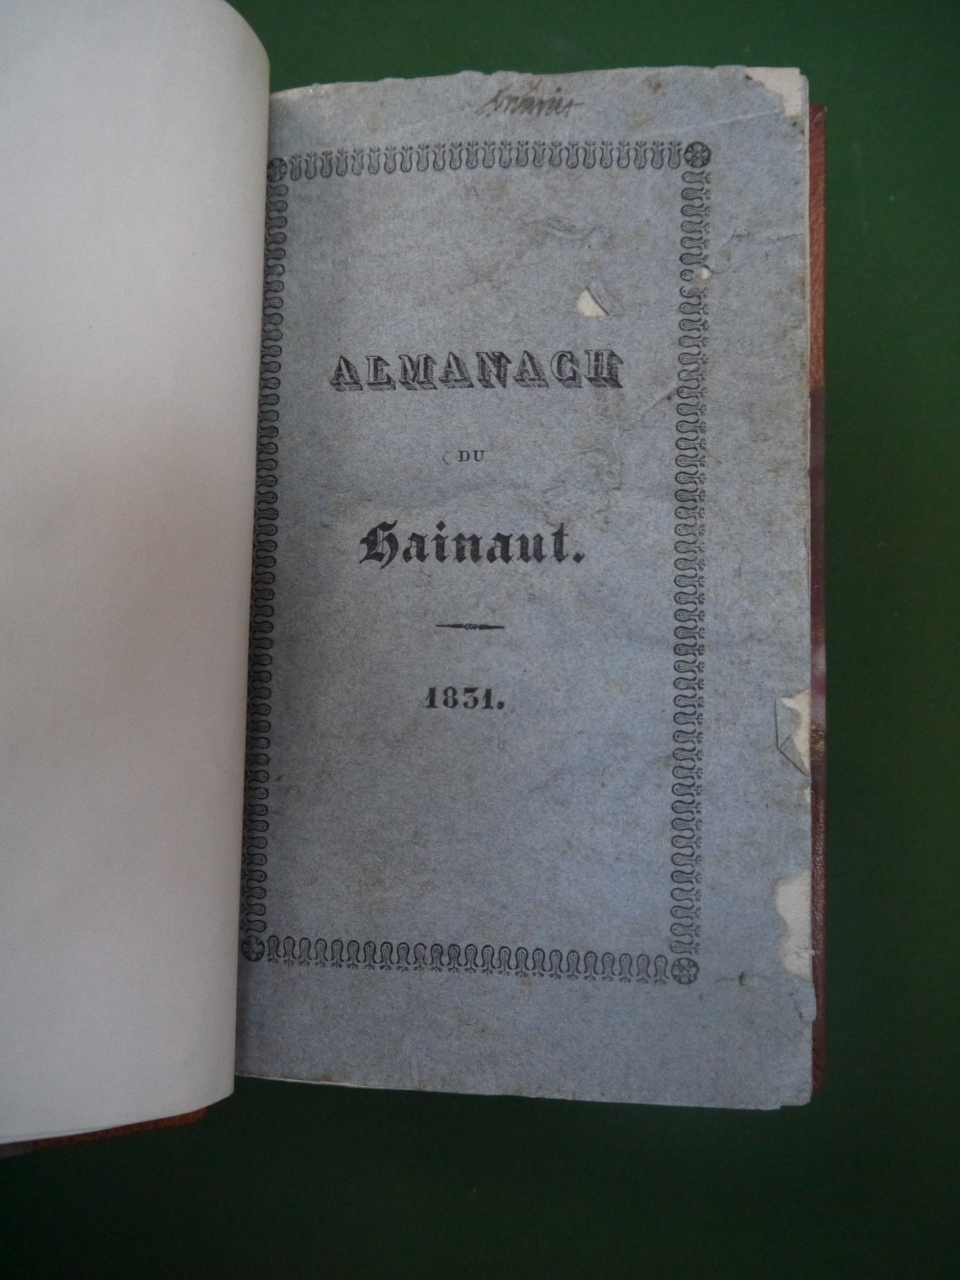 ALMANACH
DU
Hainaut.
1831.